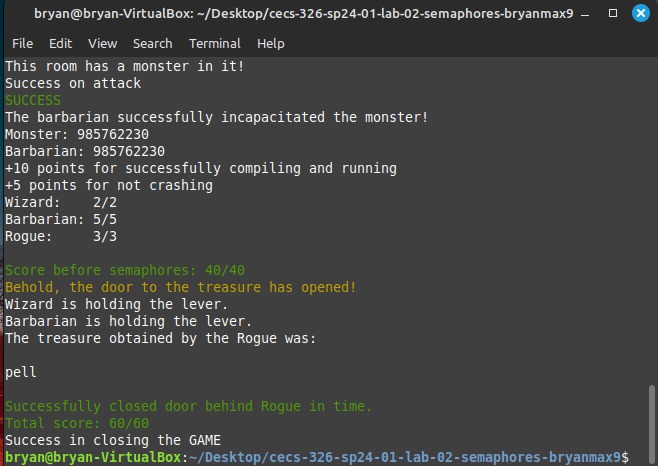 bryan@bryan-VirtualBox: ~/Desktop/cecs-326-sp24-01-lab-02-semaphores-bryanmax9
File Edit View Search Terminal Help
This room has a monster in it!
Success on attack
SUCCESS
The barbarian successfully incapacitated the monster!
Monster: 985762230
Barbarian: 985762230
+10 points for successfully compiling and running
+5 points for not crashing
Wizard:    2/2
Barbarian: 5/5
Rogue:     3/3
Score before semaphores: 40/40
Behold, the door to the treasure has opened!
Wizard is holding the lever.
Barbarian is holding the lever.
The treasure obtained by the Rogue was:
pell
Successfully closed door behind Rogue in time.
Total score: 60/60
Success in closing the GAME
bryan@bryan-VirtualBox:~/Desktop/cecs-326-sp24-01-lab-02-semaphores-bryanmax9$